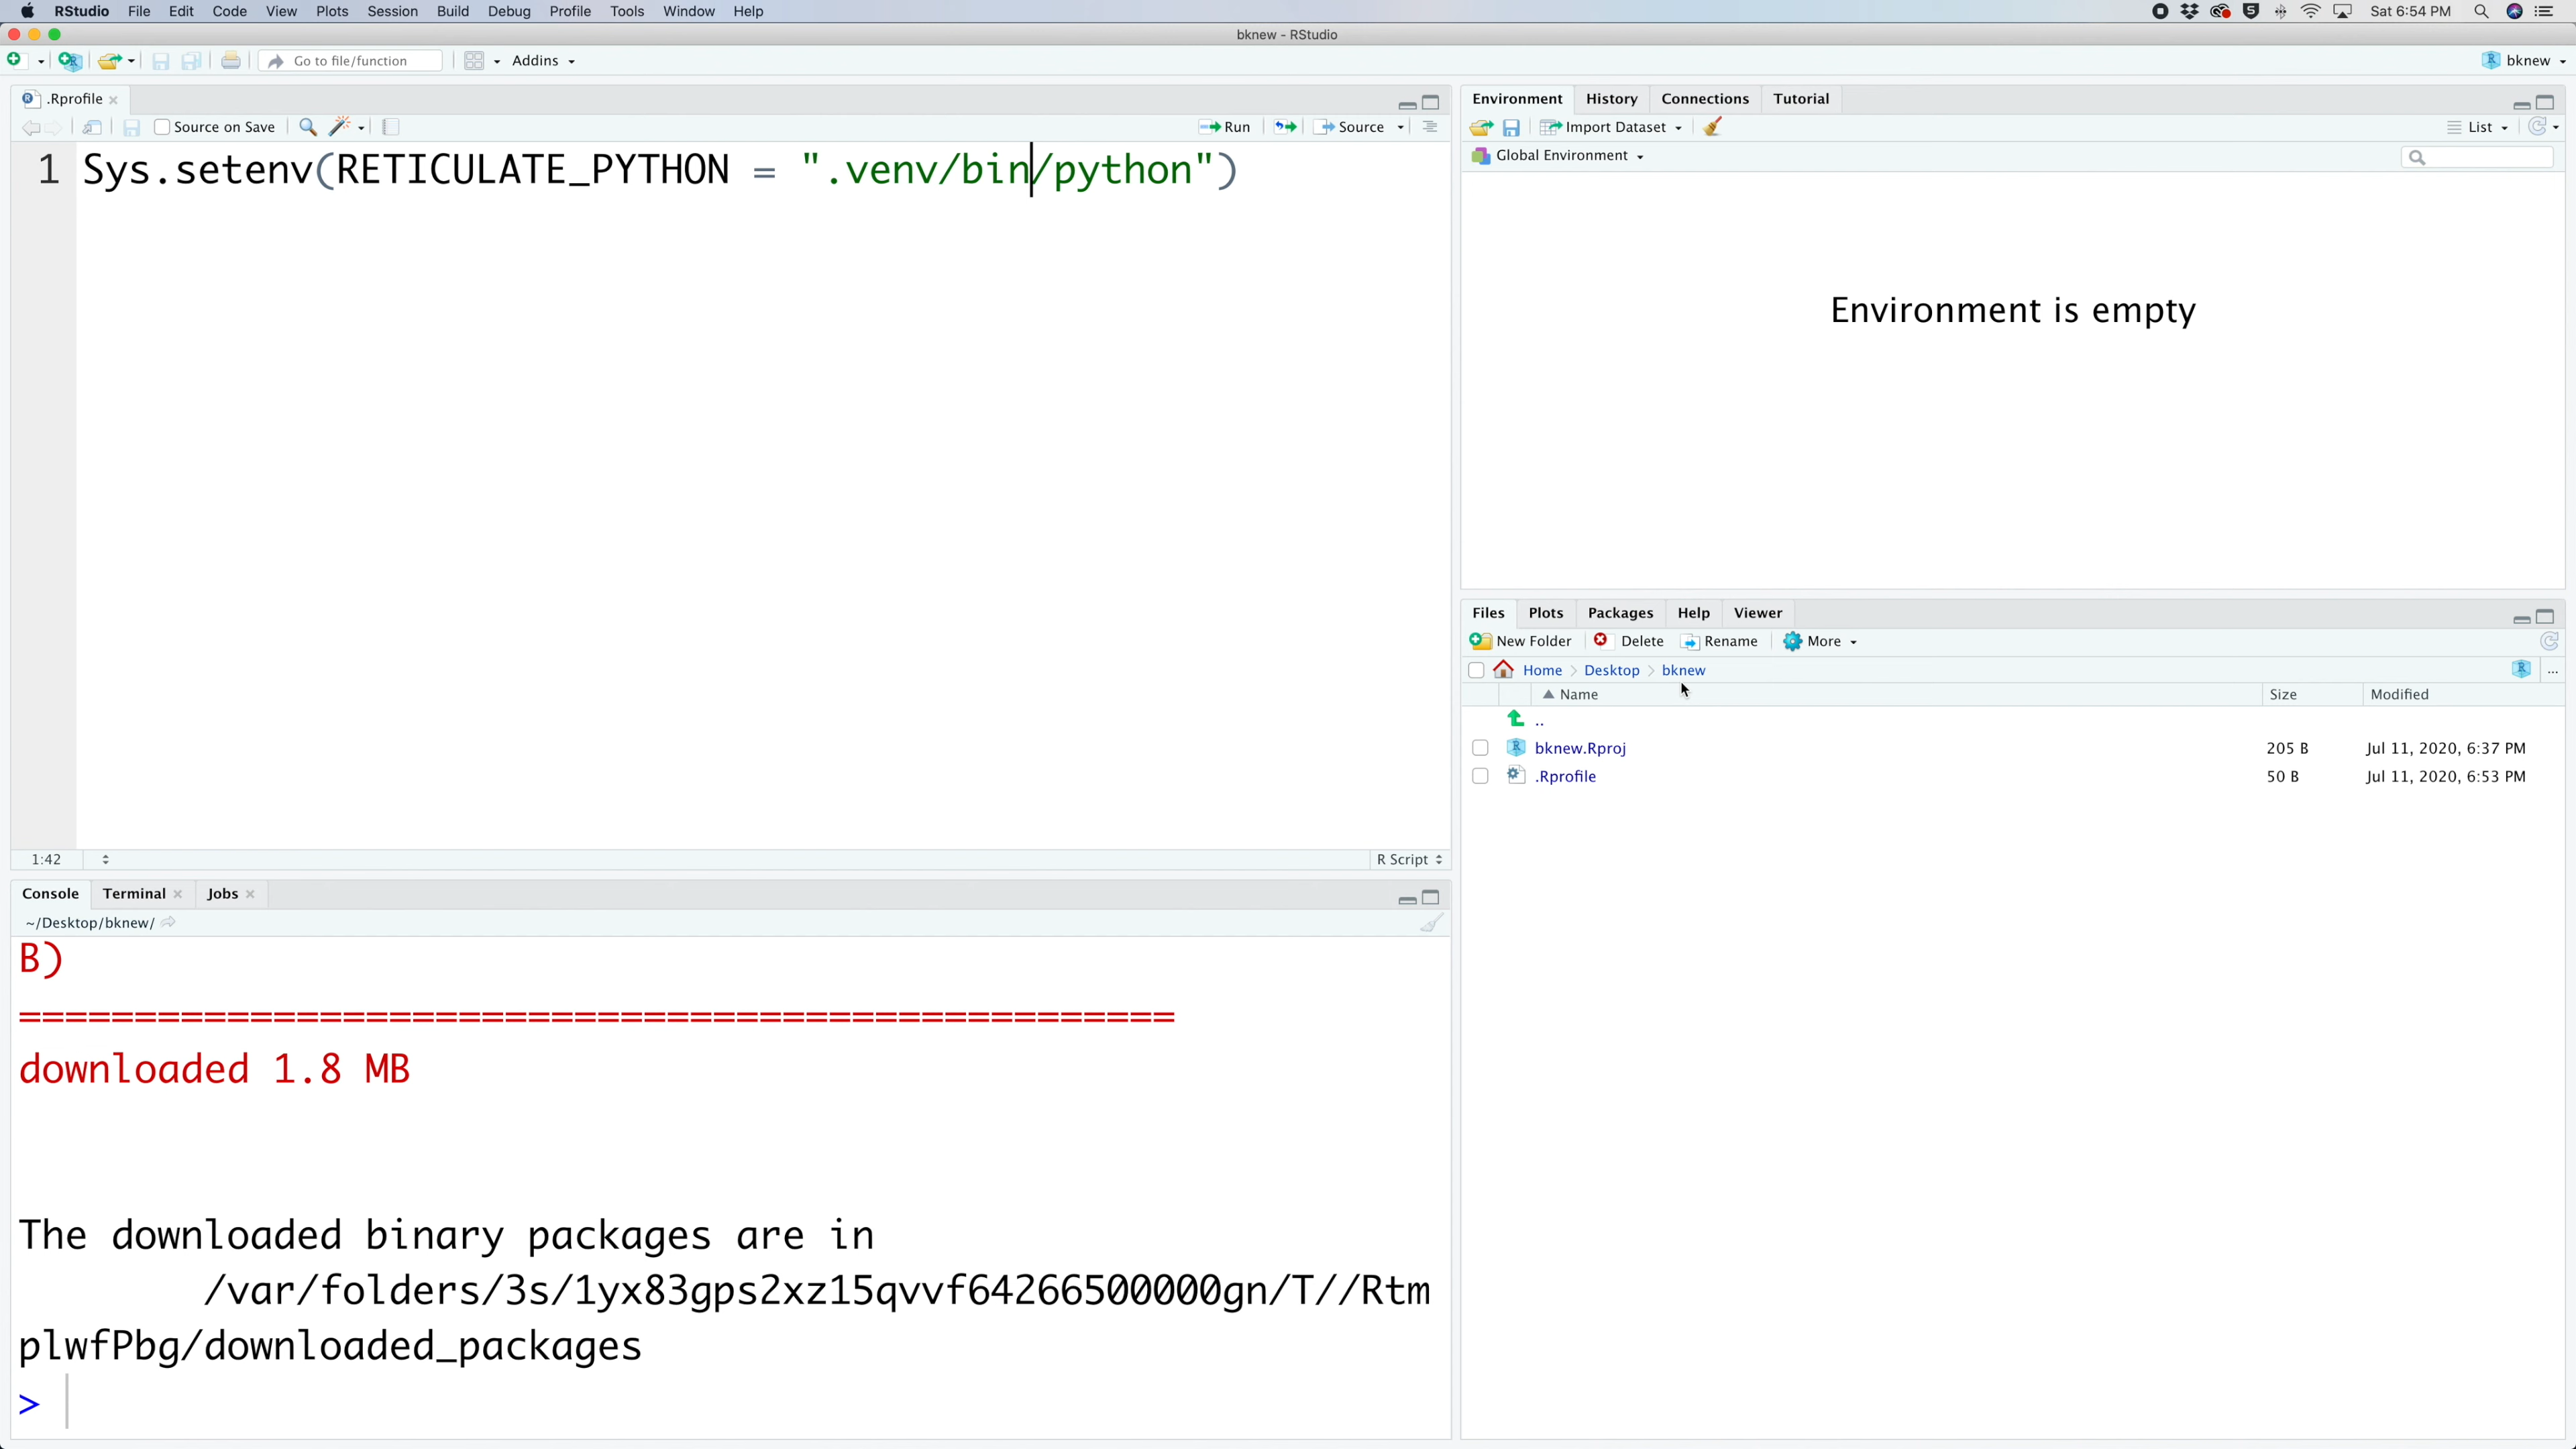 RStudio File Edit Code View Plots Session Build Debug Profile Tools Window Help Sat 6:54 PM
bknew - RStudio
Go to file/function Addins bknew
.Rprofile
Source on Save Run Source
1 Sys.setenv(RETICULATE_PYTHON = ".venv/bin/python")
1:42 R Script
Console Terminal Jobs
~/Desktop/bknew/
B)
==================================================
downloaded 1.8 MB
The downloaded binary packages are in
/var/folders/3s/1yx83gps2xz15qvvf64266500000gn/T//Rtm
plwfPbg/downloaded_packages
>
Environment History Connections Tutorial
Import Dataset List
Global Environment
Environment is empty
Files Plots Packages Help Viewer
New Folder Delete Rename More
Home Desktop bknew ...
Name Size Modified
..
bknew.Rproj 205 B Jul 11, 2020, 6:37 PM
.Rprofile 50 B Jul 11, 2020, 6:53 PM